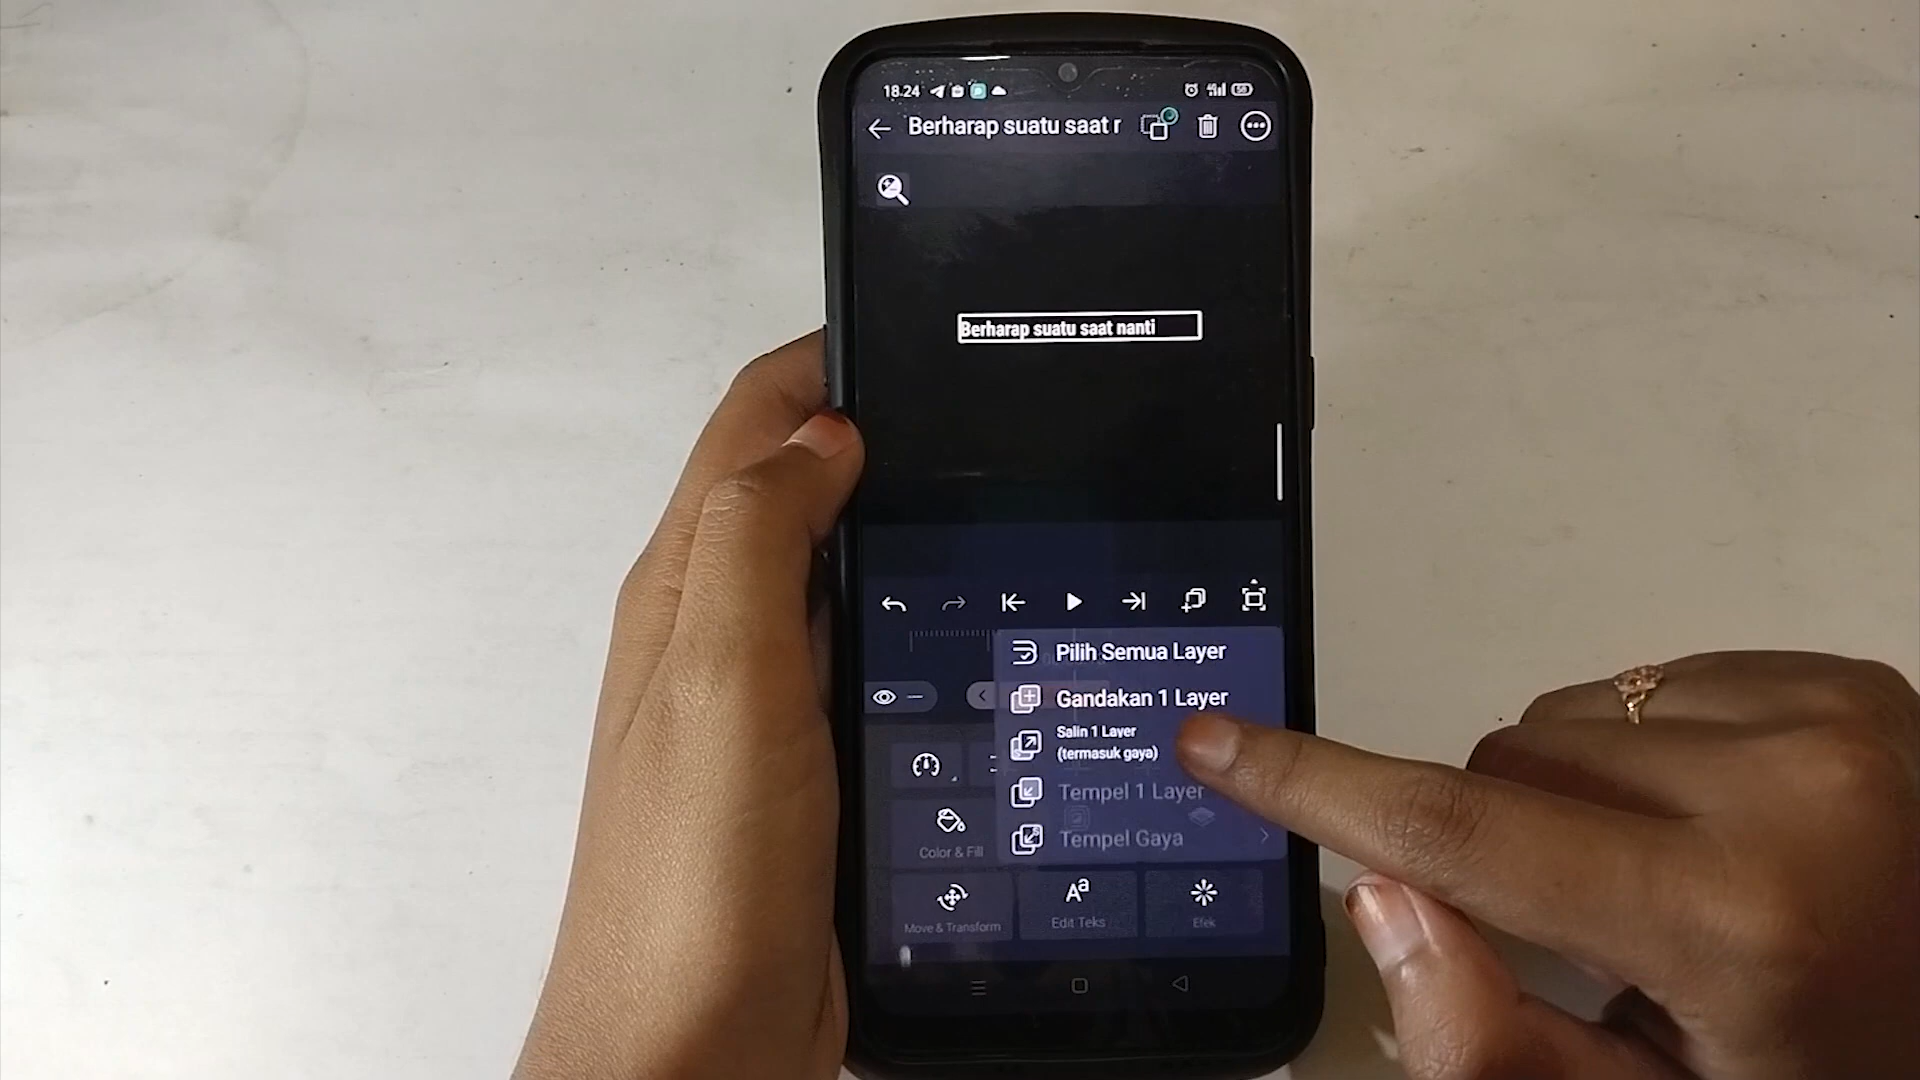 18.24
Berharap suatu saat r
Berharap suatu saat nanti
Pilih Semua Layer
Gandakan 1 Layer
Salin 1 Layer
(termasuk gaya)
Tempel 1 Layer
Tempel Gaya
Color & Fill
Move & Transform
Edit Teks
Efek